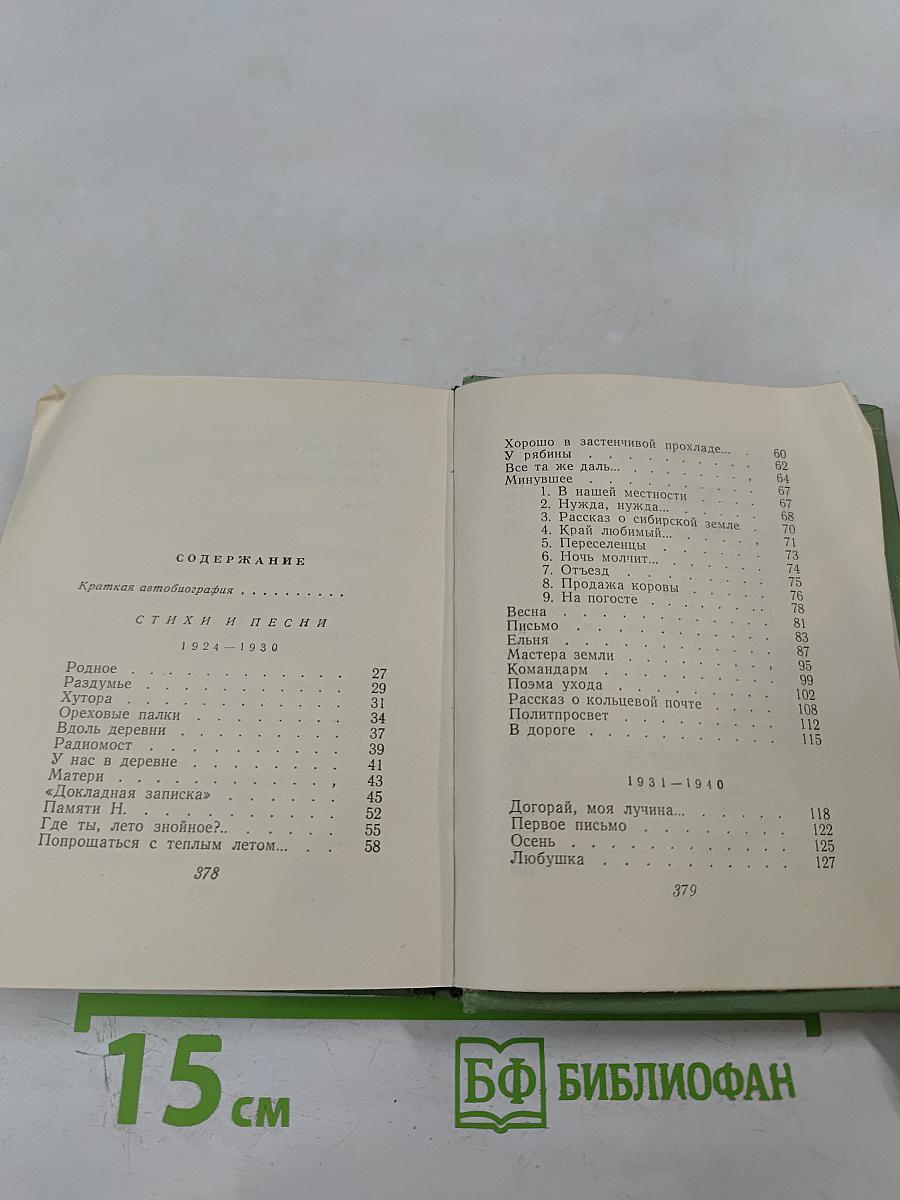 СОДЕРЖАНИЕ
Краткая автобиография . . . . . . . . . .
СТИХИ И ПЕСНИ
1924—1930
Родное . . . . . . . . . . . 27
Раздумье . . . . . . . . . . 29
Хутора . . . . . . . . . . . 31
Ореховые палки . . . . . . . . 34
Вдоль деревни . . . . . . . . . 37
Радиомост . . . . . . . . . . 39
У нас в деревне . . . . . . . . 41
Матери . . . . . . . . . . . 43
«Докладная записка» . . . . . . 45
Памяти Н. . . . . . . . . . . 52
Где ты, лето знойное?.. . . . . . 55
Попрощаться с теплым летом... . . 58
378
Хорошо в застенчивой прохладе... . 60
У рябины . . . . . . . . . . 62
Все та же даль... . . . . . . . 64
Минувшее . . . . . . . . . . 67
1. В нашей местности . . . . 67
2. Нужда, нужда... . . . . . 68
3. Рассказ о сибирской земле . 70
4. Край любимый... . . . . . 71
5. Переселенцы . . . . . . . 73
6. Ночь молчит... . . . . . . 74
7. Отъезд . . . . . . . . . 75
8. Продажа коровы . . . . . 76
9. На погосте . . . . . . . 78
Весна . . . . . . . . . . . 81
Письмо . . . . . . . . . . . 83
Ельня . . . . . . . . . . . 87
Мастера земли . . . . . . . . 95
Командарм . . . . . . . . . . 99
Поэма ухода . . . . . . . . . 102
Рассказ о кольцевой почте . . . . 108
Политпросвет . . . . . . . . . 112
В дороге . . . . . . . . . . 115
1931—1940
Догорай, моя лучина... . . . . . 118
Первое письмо . . . . . . . . 122
Осень . . . . . . . . . . . 125
Любушка . . . . . . . . . . 127
379
15 см
БФ БИБЛИОФАН